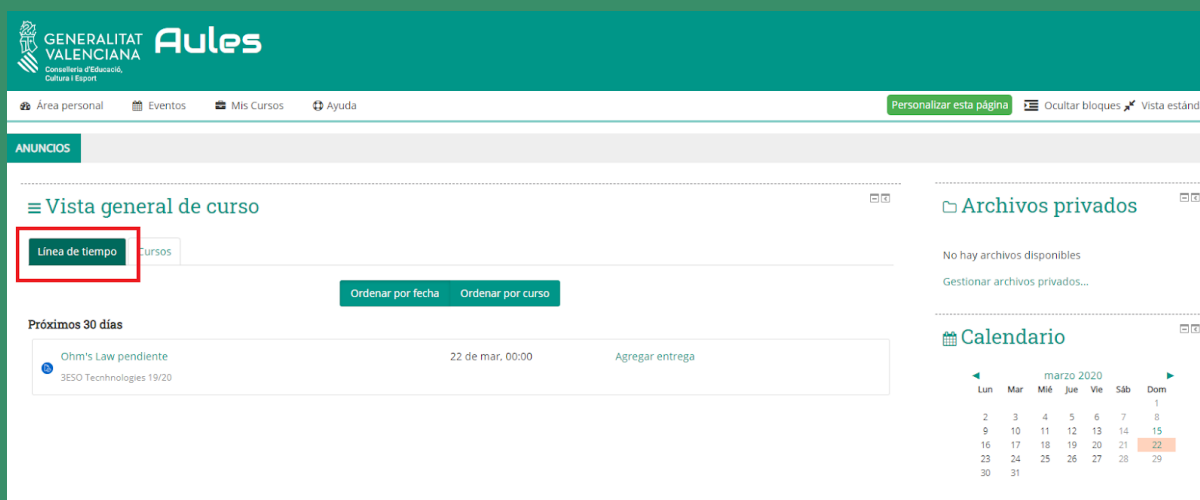 GENERALITAT
VALENCIANA
Conselleria d'Educació,
Cultura i Esport
Aules
Área personal Eventos Mis Cursos Ayuda Personalizar esta página Ocultar bloques Vista estánd
ANUNCIOS
Vista general de curso
Línea de tiempo Cursos
Ordenar por fecha Ordenar por curso
Próximos 30 días
Ohm's Law pendiente 22 de mar, 00:00 Agregar entrega
3ESO Tecnhnologies 19/20
Archivos privados
No hay archivos disponibles
Gestionar archivos privados...
Calendario
◄ marzo 2020 ►
Lun Mar Mié Jue Vie Sáb Dom
1
2 3 4 5 6 7 8
9 10 11 12 13 14 15
16 17 18 19 20 21 22
23 24 25 26 27 28 29
30 31